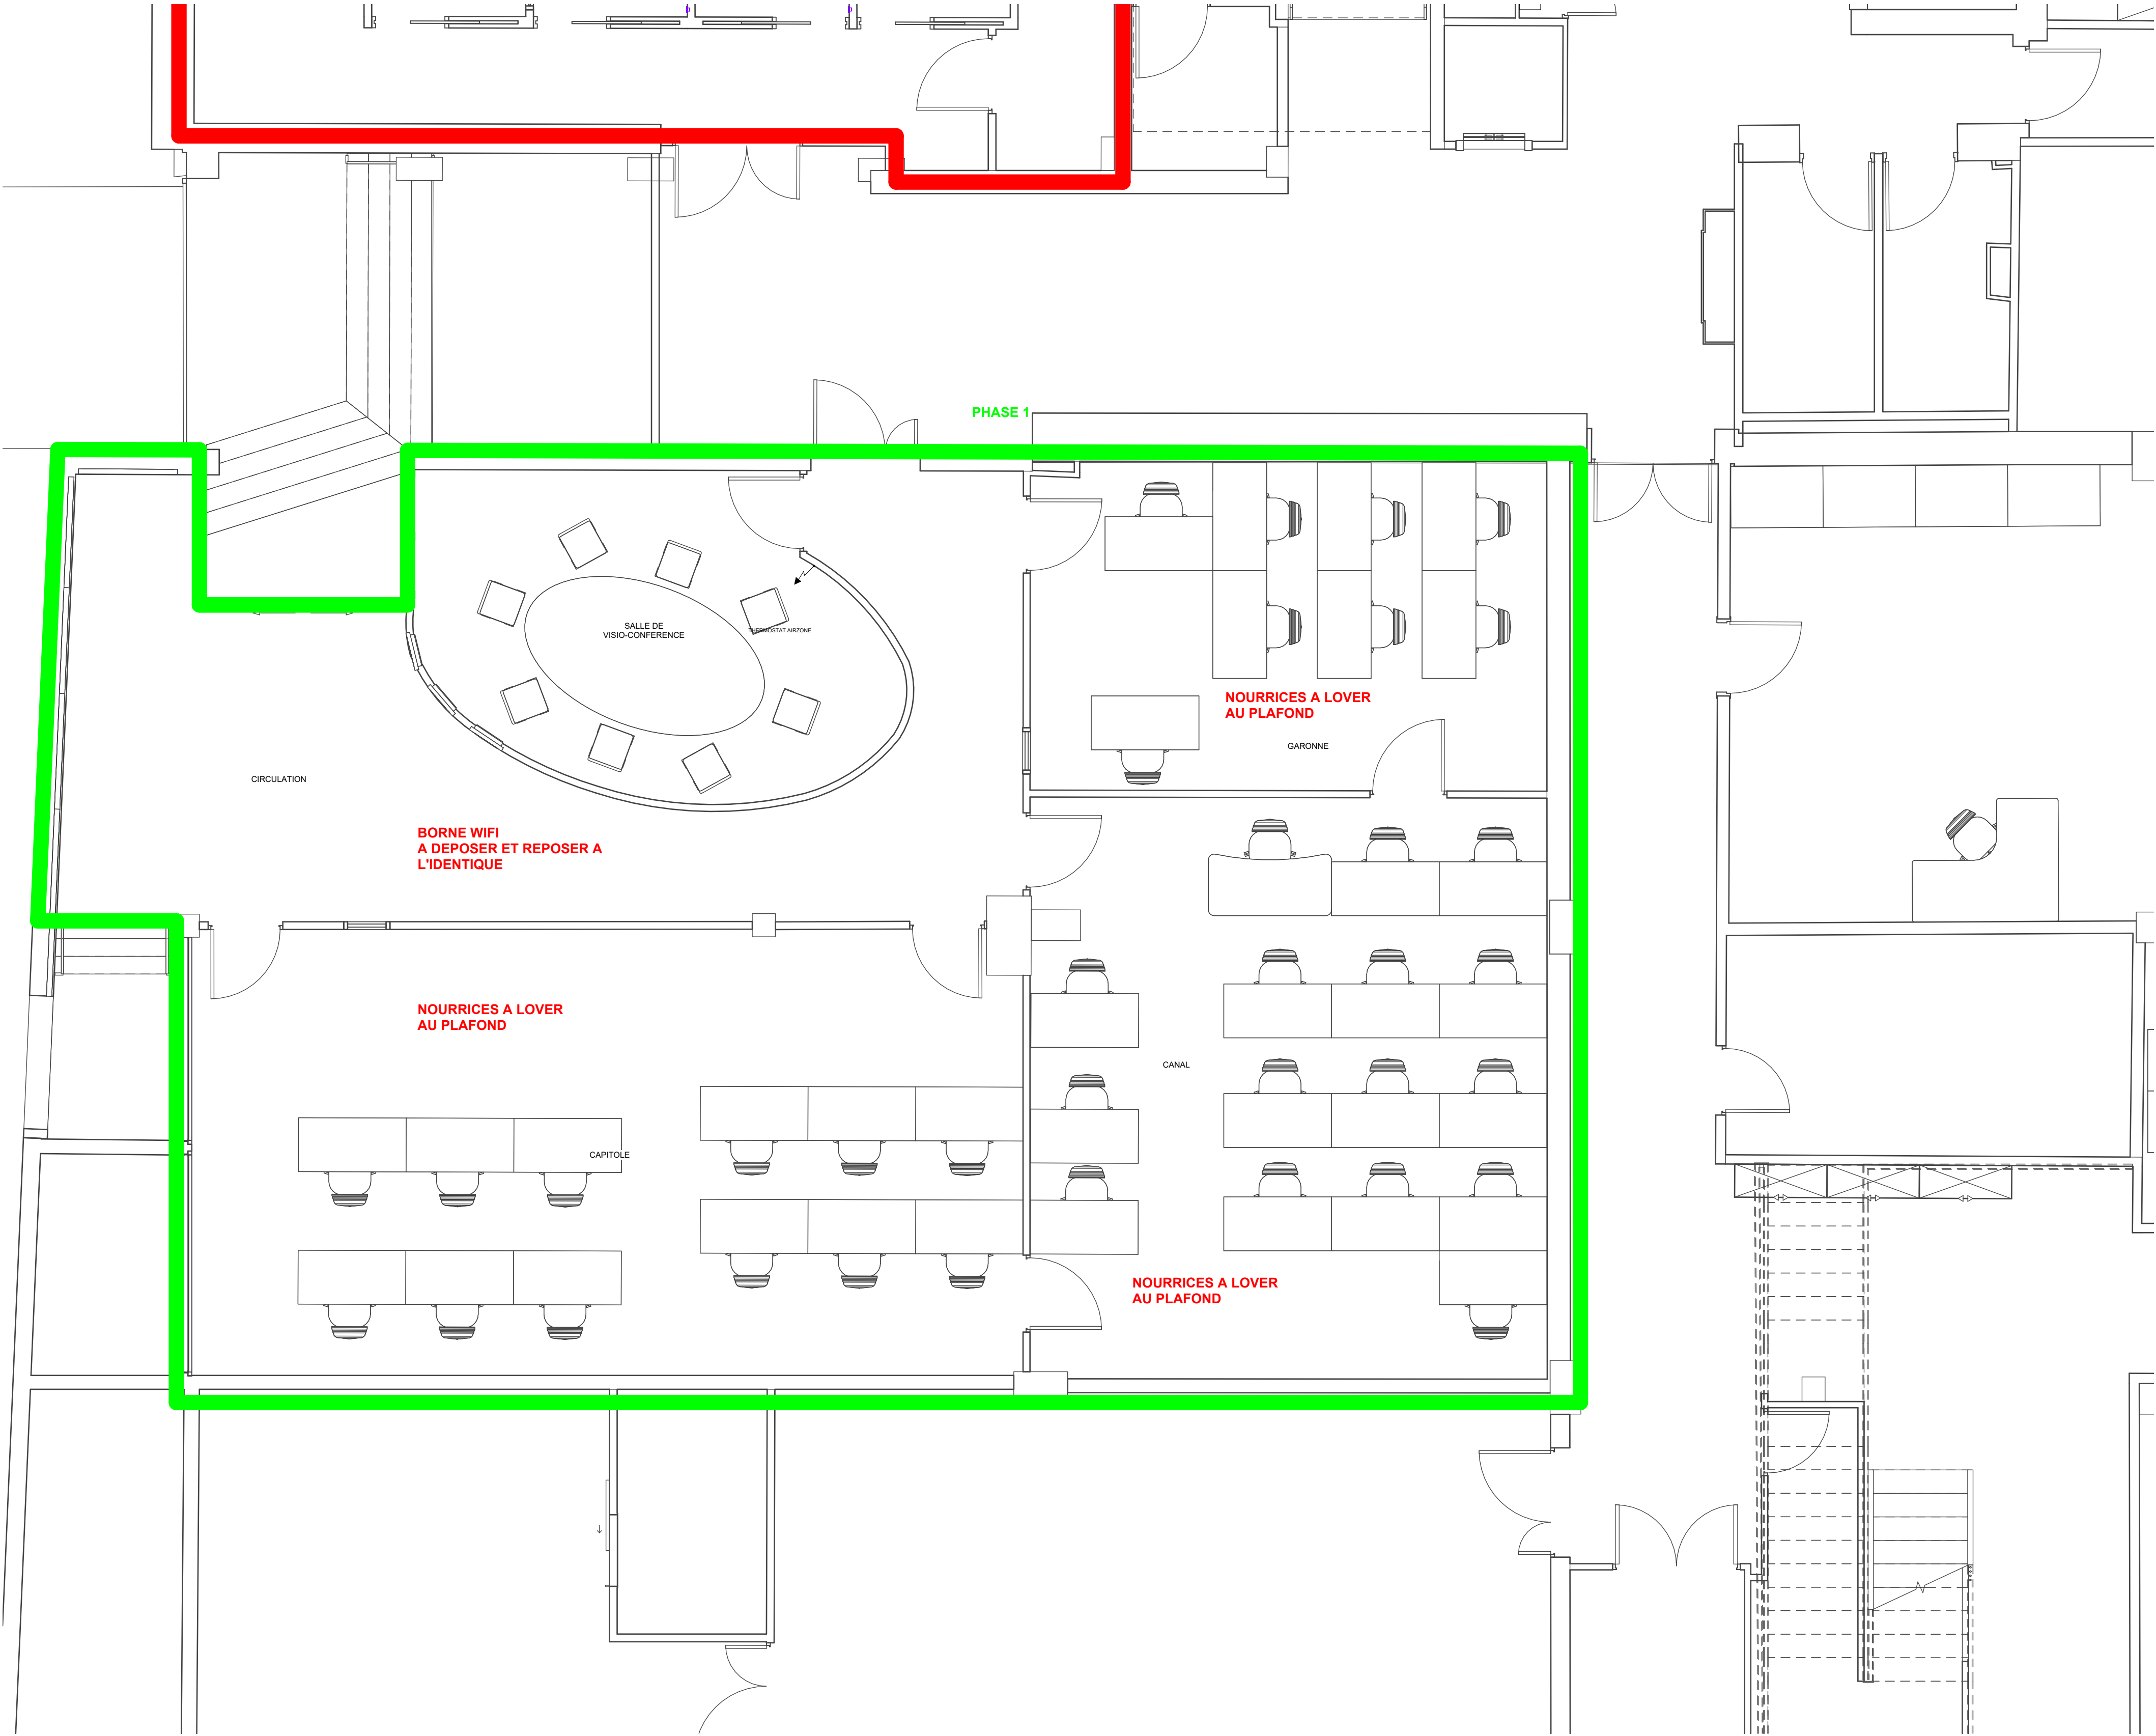 PHASE 1
SALLE DE
VISIO-CONFERENCE
THERMOSTAT AIRZONE
NOURRICES A LOVER
AU PLAFOND
GARONNE
CIRCULATION
BORNE WIFI
A DEPOSER ET REPOSER A
L'IDENTIQUE
NOURRICES A LOVER
AU PLAFOND
CANAL
CAPITOLE
NOURRICES A LOVER
AU PLAFOND